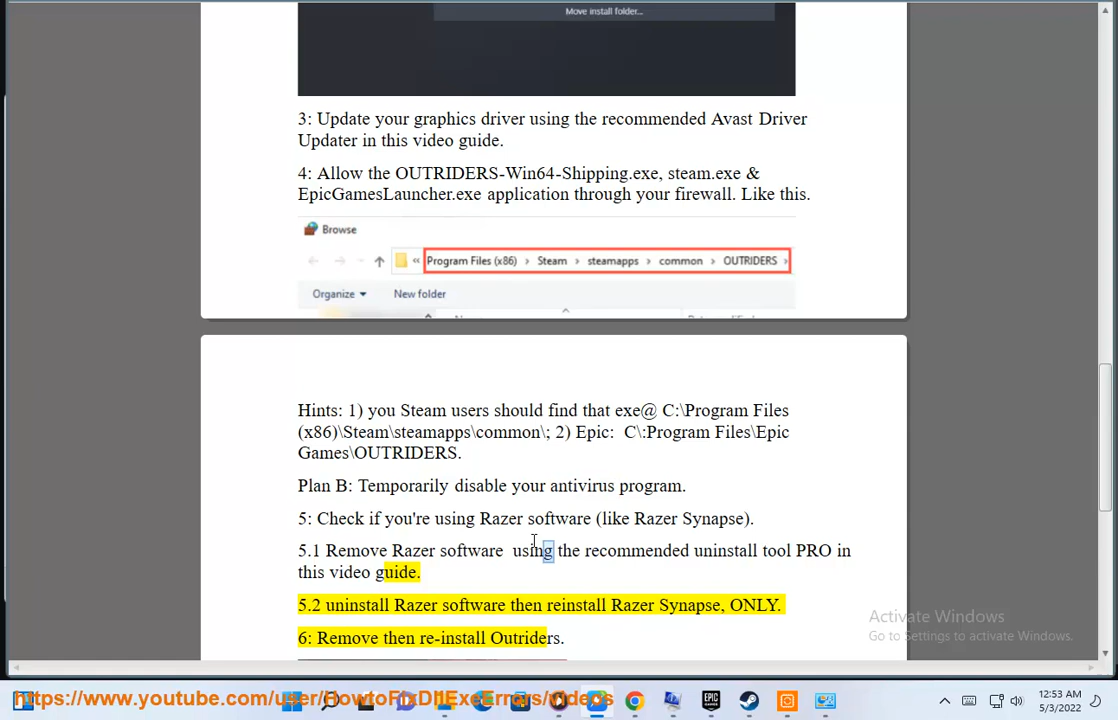 Move install folder...
3: Update your graphics driver using the recommended Avast Driver
Updater in this video guide.
4: Allow the OUTRIDERS-Win64-Shipping.exe, steam.exe &
EpicGamesLauncher.exe application through your firewall. Like this.
Browse
« Program Files (x86) › Steam › steamapps › common › OUTRIDERS ›
Organize New folder
Hints: 1) you Steam users should find that exe@ C:\Program Files
(x86)\Steam\steamapps\common\; 2) Epic: C\:Program Files\Epic
Games\OUTRIDERS.
Plan B: Temporarily disable your antivirus program.
5: Check if you're using Razer software (like Razer Synapse).
5.1 Remove Razer software using the recommended uninstall tool PRO in
this video guide.
5.2 uninstall Razer software then reinstall Razer Synapse, ONLY.
6: Remove then re-install Outriders.
Activate Windows
Go to Settings to activate Windows.
https://www.youtube.com/user/HowtoFixDllExeErrors/videos
EPIC GAMES
12:53 AM
5/3/2022